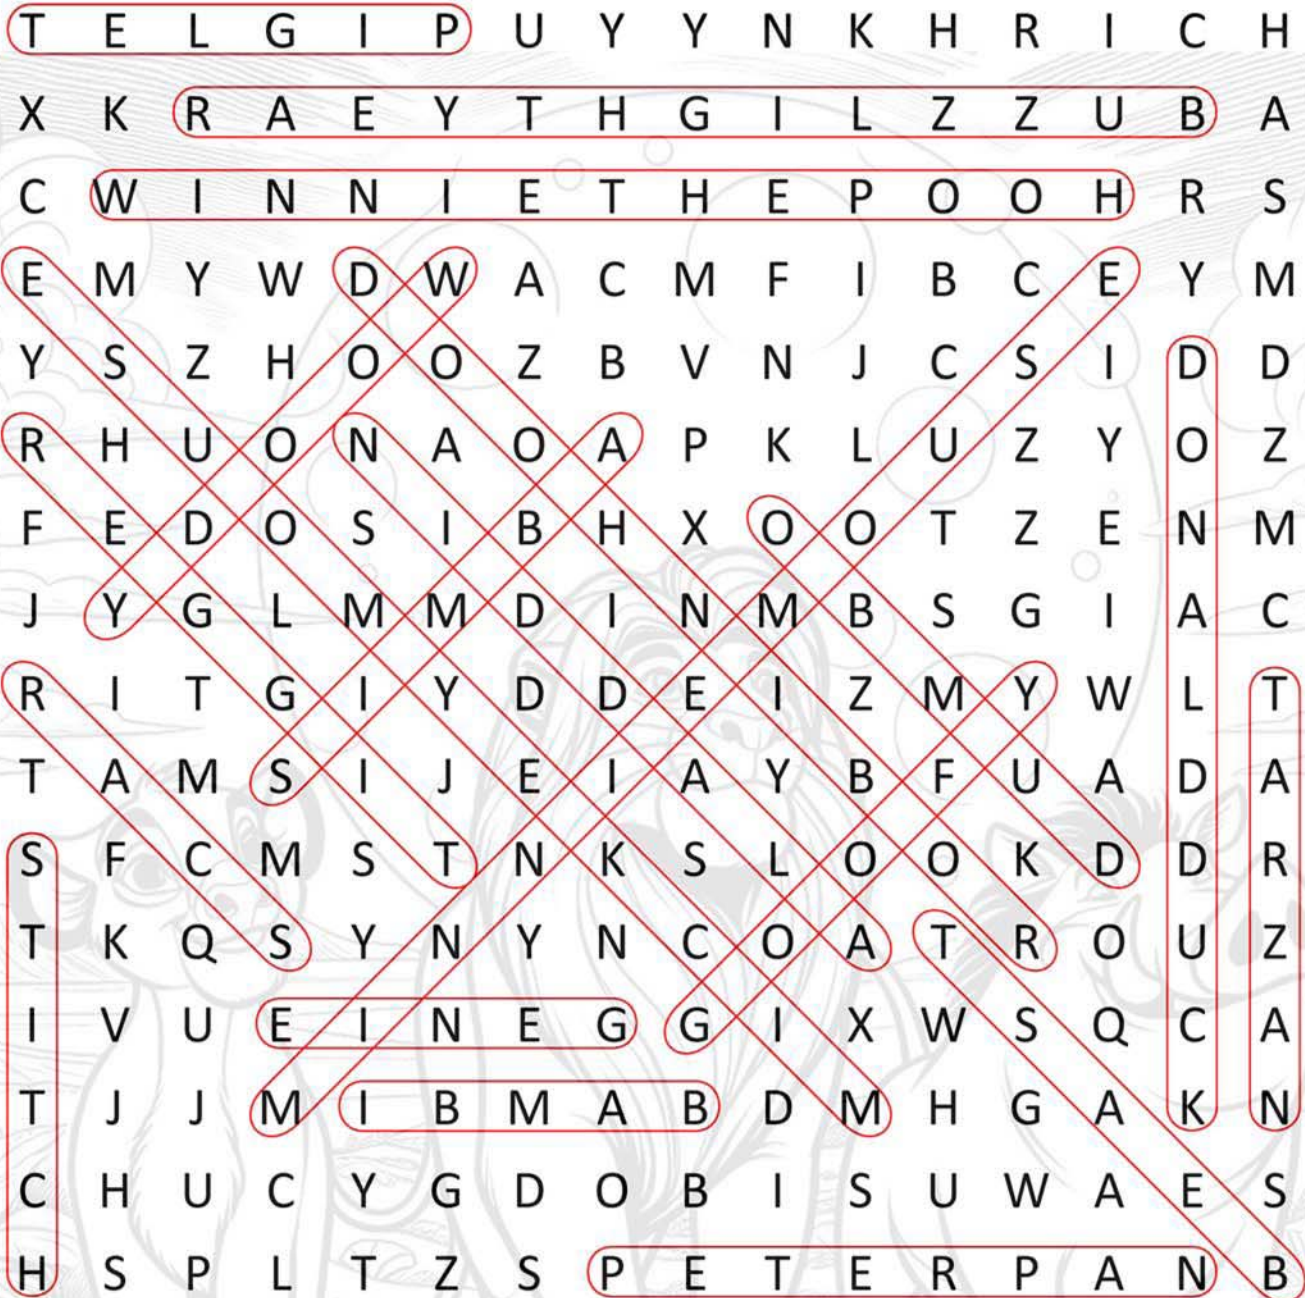 T E L G I P U Y Y N K H R I C H
X K R A E Y T H G I L Z Z U B A
C W I N N I E T H E P O O H R S
E M Y W D W A C M F I B C E Y M
Y S Z H O O Z B V N J C S I D D
R H U O N A O A P K L U Z Y O Z
F E D O S I B H X O O T Z E N M
J Y G L M M D I N M B S G I A C
R I T G I Y D D E I Z M Y W L T
T A M S I J E I A Y B F U A D A
S F C M S T N K S L O O K D D R
T K Q S Y N Y N C O A T R O U Z
I V U E I N E G G I X W S Q C A
T J J M I B M A B D M H G A K N
C H U C Y G D O B I S U W A E S
H S P L T Z S P E T E R P A N B